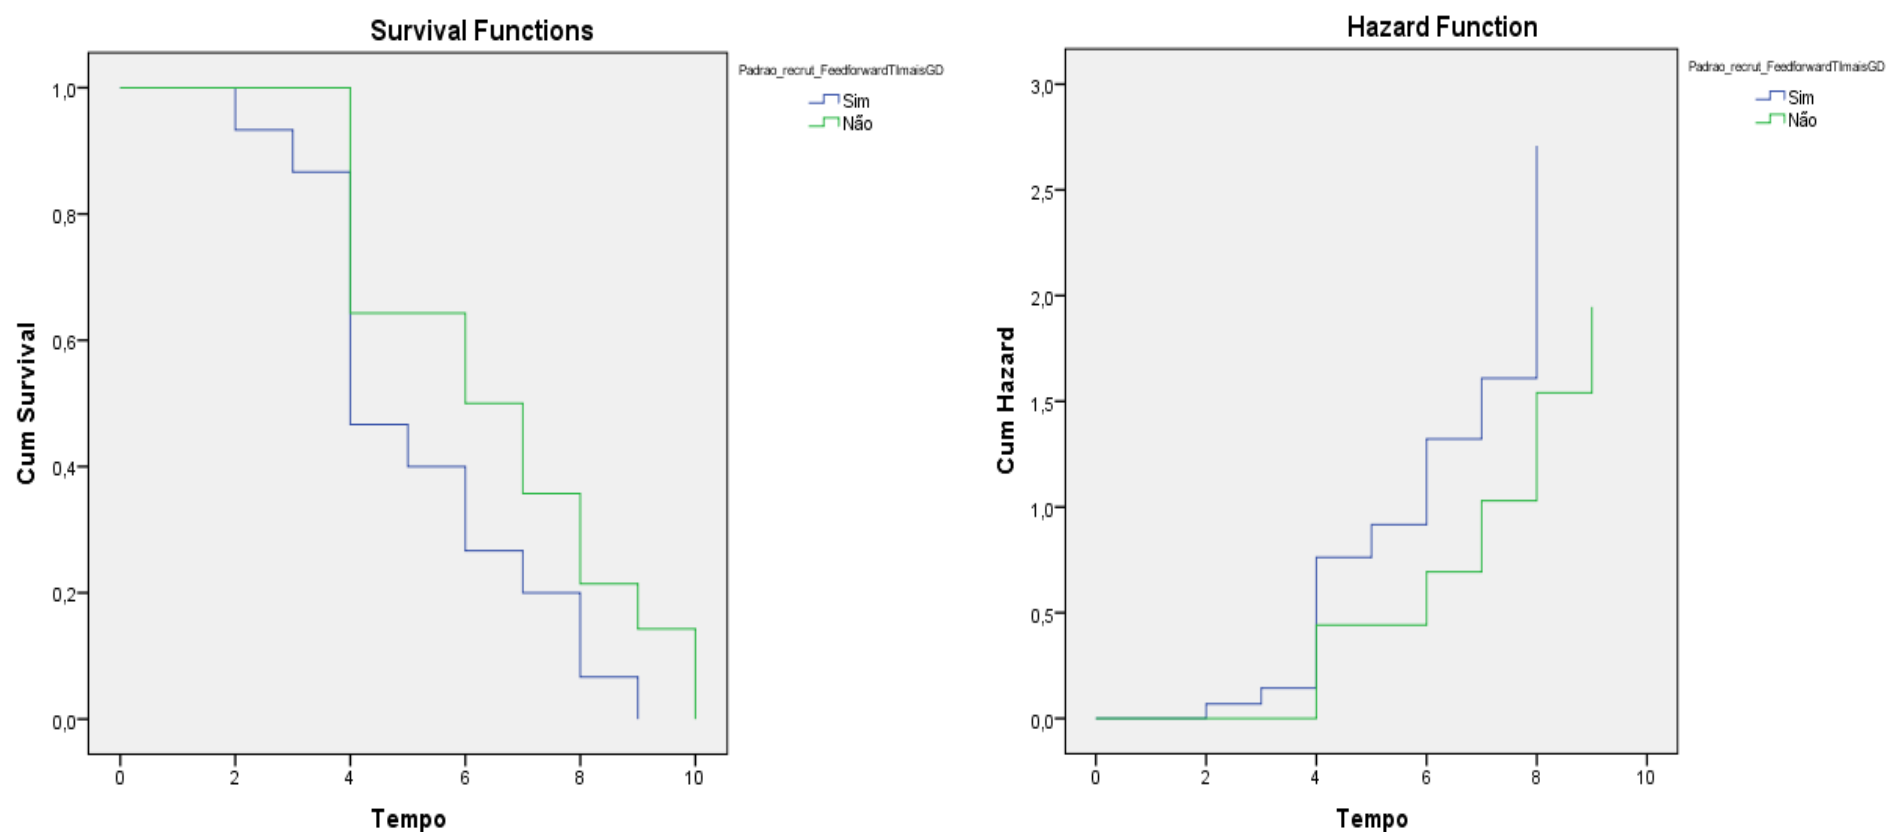 Survival Functions
Padrao_recrut_FeedforwardTImaisGD
Sim
Não
1,0
0,8
0,6
0,4
0,2
0,0
Cum Survival
0 2 4 6 8 10
Tempo
Hazard Function
Padrao_recrut_FeedforwardTImaisGD
Sim
Não
3,0
2,5
2,0
1,5
1,0
0,5
0,0
Cum Hazard
0 2 4 6 8 10
Tempo